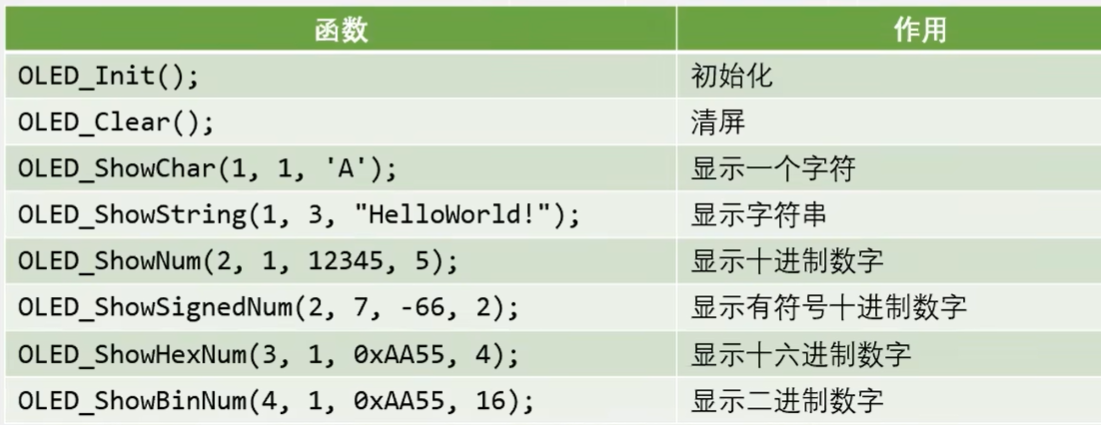 函数 作用
OLED_Init(); 初始化
OLED_Clear(); 清屏
OLED_ShowChar(1, 1, 'A'); 显示一个字符
OLED_ShowString(1, 3, "HelloWorld!"); 显示字符串
OLED_ShowNum(2, 1, 12345, 5); 显示十进制数字
OLED_ShowSignedNum(2, 7, -66, 2); 显示有符号十进制数字
OLED_ShowHexNum(3, 1, 0xAA55, 4); 显示十六进制数字
OLED_ShowBinNum(4, 1, 0xAA55, 16); 显示二进制数字